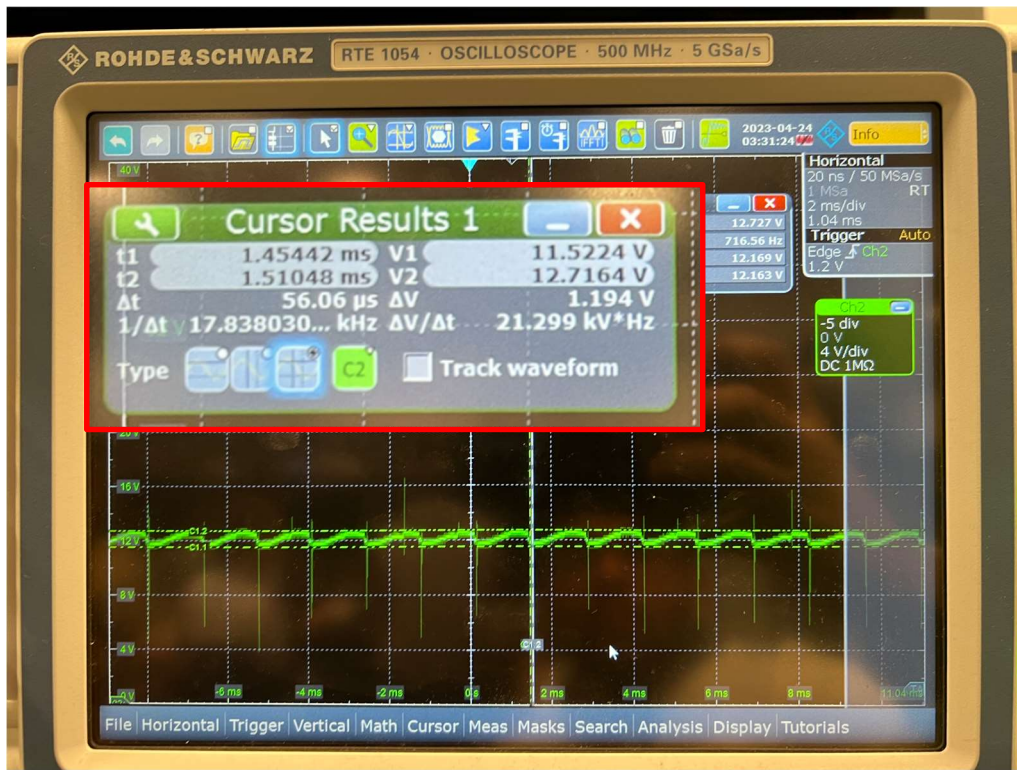 ROHDE&SCHWARZ RTE 1054 · OSCILLOSCOPE · 500 MHz · 5 GSa/s
2023-04-24
03:31:24
Info
FFT
40 V
Horizontal
20 ns / 50 MSa/s
1 MSa RT
2 ms/div
1.04 ms
Trigger Auto
Edge Ch2
1.2 V
Cursor Results 1
t1 1.45442 ms V1 11.5224 V
t2 1.51048 ms V2 12.7164 V
Δt 56.06 µs ΔV 1.194 V
1/Δt 17.838030... kHz ΔV/Δt 21.299 kV*Hz
Type C2 Track waveform
12.727 V
716.56 Hz
12.169 V
12.163 V
Ch2
-5 div
0 V
4 V/div
DC 1MΩ
20 V
16 V
C1.2
12 V
C1.1
8 V
4 V
0 V
-6 ms -4 ms -2 ms 0 s 2 ms 4 ms 6 ms 8 ms 11.04 ms
File Horizontal Trigger Vertical Math Cursor Meas Masks Search Analysis Display Tutorials